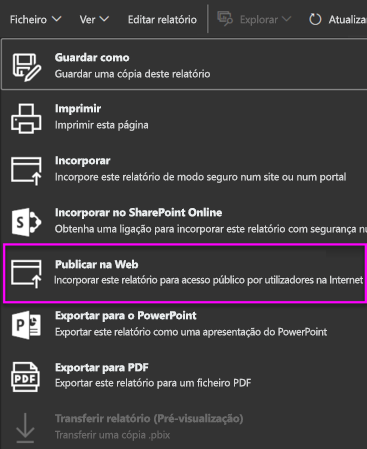 Ficheiro Ver Editar relatório Explorar Atualiza
Guardar como
Guardar uma cópia deste relatório
Imprimir
Imprimir esta página
Incorporar
Incorpore este relatório de modo seguro num site ou num portal
S
Incorporar no SharePoint Online
Obtenha uma ligação para incorporar este relatório com segurança nu
Publicar na Web
Incorporar este relatório para acesso público por utilizadores na Internet
P
Exportar para o PowerPoint
Exportar este relatório como uma apresentação do PowerPoint
PDF
Exportar para PDF
Exportar este relatório para um ficheiro PDF
Transferir relatório (Pré-visualização)
Transferir uma cópia .pbix